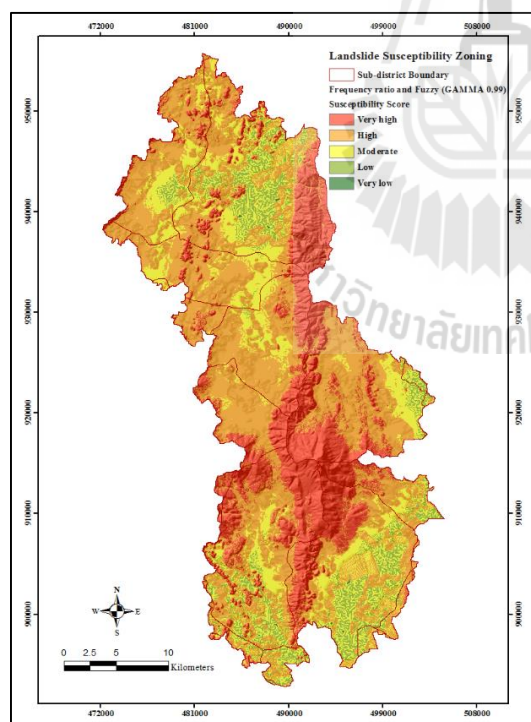 472000 481000 490000 499000 508000
Landslide Susceptibility Zoning
Sub-district Boundary
Frequency ratio and Fuzzy (GAMMA 0.99)
Susceptibility Score
Very high
High
Moderate
Low
Very low
950000 950000
940000 940000
930000 930000
920000 920000
910000 910000
900000 900000
N
W E
S
0 2.5 5 10
Kilometers
472000 481000 490000 499000 508000